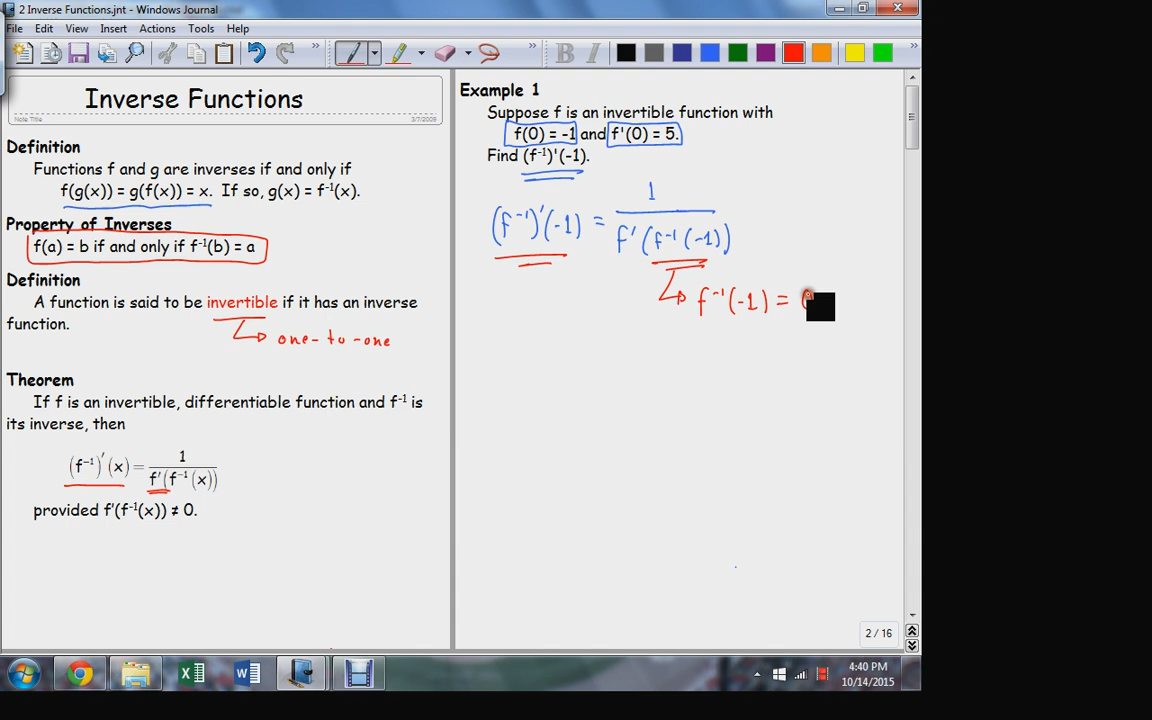 2 Inverse Functions.jnt - Windows Journal
File Edit View Insert Actions Tools Help
Inverse Functions
Note Title
3/7/2009
Definition
Functions f and g are inverses if and only if
f(g(x)) = g(f(x)) = x. If so, g(x) = f⁻¹(x).
Property of Inverses
f(a) = b if and only if f⁻¹(b) = a
Definition
A function is said to be invertible if it has an inverse
function.
one-to-one
Theorem
If f is an invertible, differentiable function and f⁻¹ is
its inverse, then
(f⁻¹)′(x) = 1 / f′(f⁻¹(x))
provided f'(f⁻¹(x)) ≠ 0.
Example 1
Suppose f is an invertible function with
f(0) = -1 and f'(0) = 5.
Find (f⁻¹)'(-1).
(f⁻¹)′(-1) = 1 / f′(f⁻¹(-1))
f⁻¹(-1) =
2 / 16
4:40 PM
10/14/2015